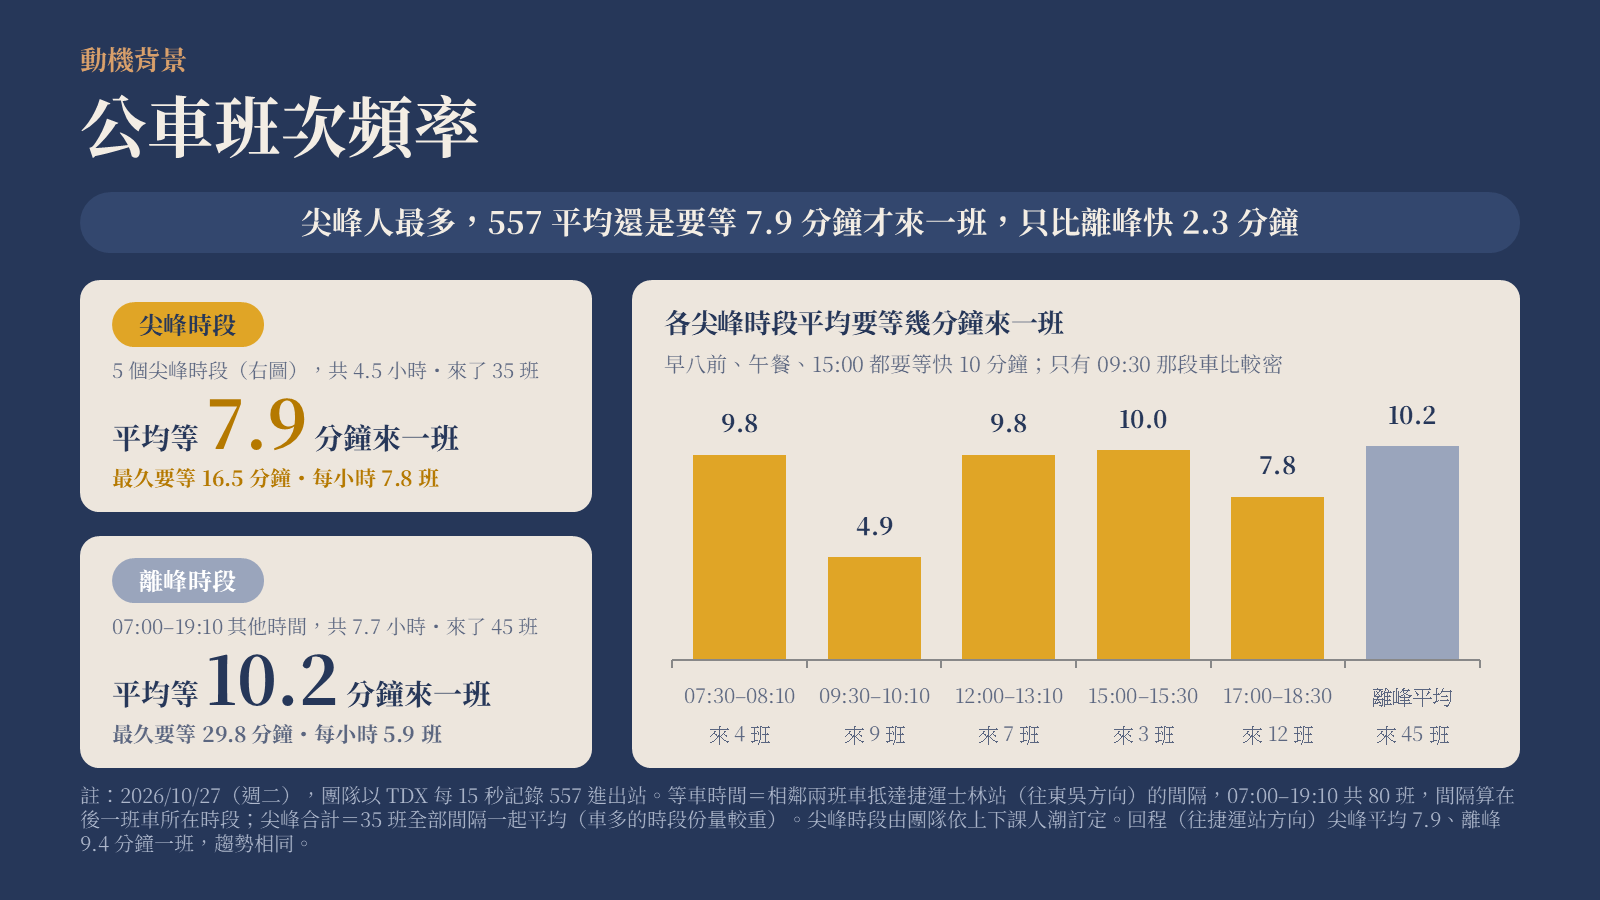 動機背景
公車班次頻率
尖峰人最多，557 平均還是要等 7.9 分鐘才來一班，只比離峰快 2.3 分鐘
尖峰時段
5 個尖峰時段（右圖），共 4.5 小時・來了 35 班
平均等 7.9 分鐘來一班
最久要等 16.5 分鐘・每小時 7.8 班
離峰時段
07:00–19:10 其他時間，共 7.7 小時・來了 45 班
平均等 10.2 分鐘來一班
最久要等 29.8 分鐘・每小時 5.9 班
各尖峰時段平均要等幾分鐘來一班
早八前、午餐、15:00 都要等快 10 分鐘；只有 09:30 那段車比較密
9.8 4.9 9.8 10.0 7.8 10.2
07:30–08:10 09:30–10:10 12:00–13:10 15:00–15:30 17:00–18:30 離峰平均
來 4 班 來 9 班 來 7 班 來 3 班 來 12 班 來 45 班
註：2026/10/27（週二），團隊以 TDX 每 15 秒記錄 557 進出站。等車時間＝相鄰兩班車抵達捷運士林站（往東吳方向）的間隔，07:00–19:10 共 80 班，間隔算在
後一班車所在時段；尖峰合計＝35 班全部間隔一起平均（車多的時段份量較重）。尖峰時段由團隊依上下課人潮訂定。回程（往捷運站方向）尖峰平均 7.9、離峰
9.4 分鐘一班，趨勢相同。